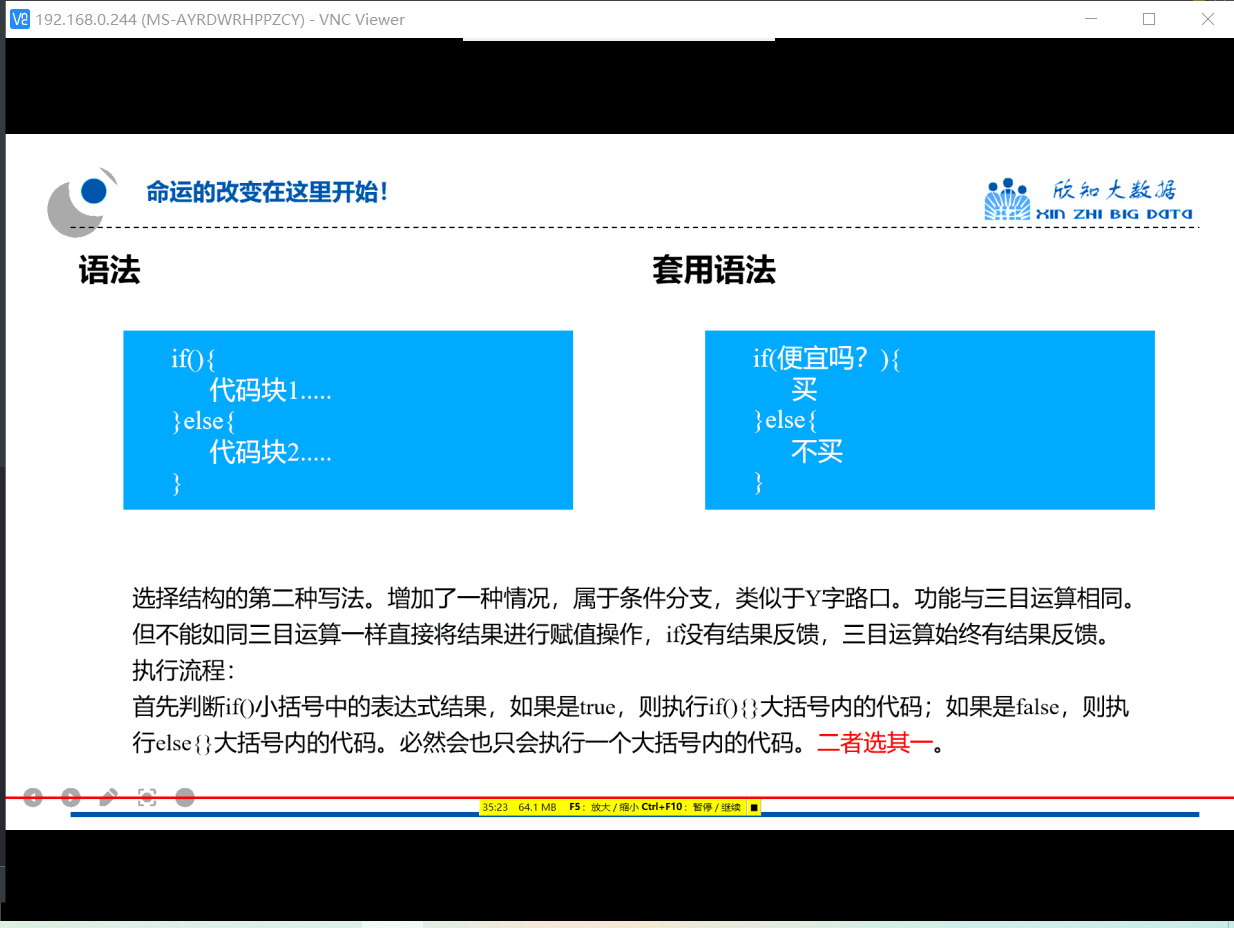 192.168.0.244 (MS-AYRDWRHPPZCY) - VNC Viewer
命运的改变在这里开始！
欣知大数据
XIN ZHI BIG DATA
语法
套用语法
if(){
代码块1.....
}else{
代码块2.....
}
if(便宜吗？){
买
}else{
不买
}
选择结构的第二种写法。增加了一种情况，属于条件分支，类似于Y字路口。功能与三目运算相同。
但不能如同三目运算一样直接将结果进行赋值操作，if没有结果反馈，三目运算始终有结果反馈。
执行流程：
首先判断if()小括号中的表达式结果，如果是true，则执行if(){}大括号内的代码；如果是false，则执
行else{}大括号内的代码。必然会也只会执行一个大括号内的代码。二者选其一。
35:23 64.1 MB F5：放大 / 缩小 Ctrl+F10：暂停 / 继续